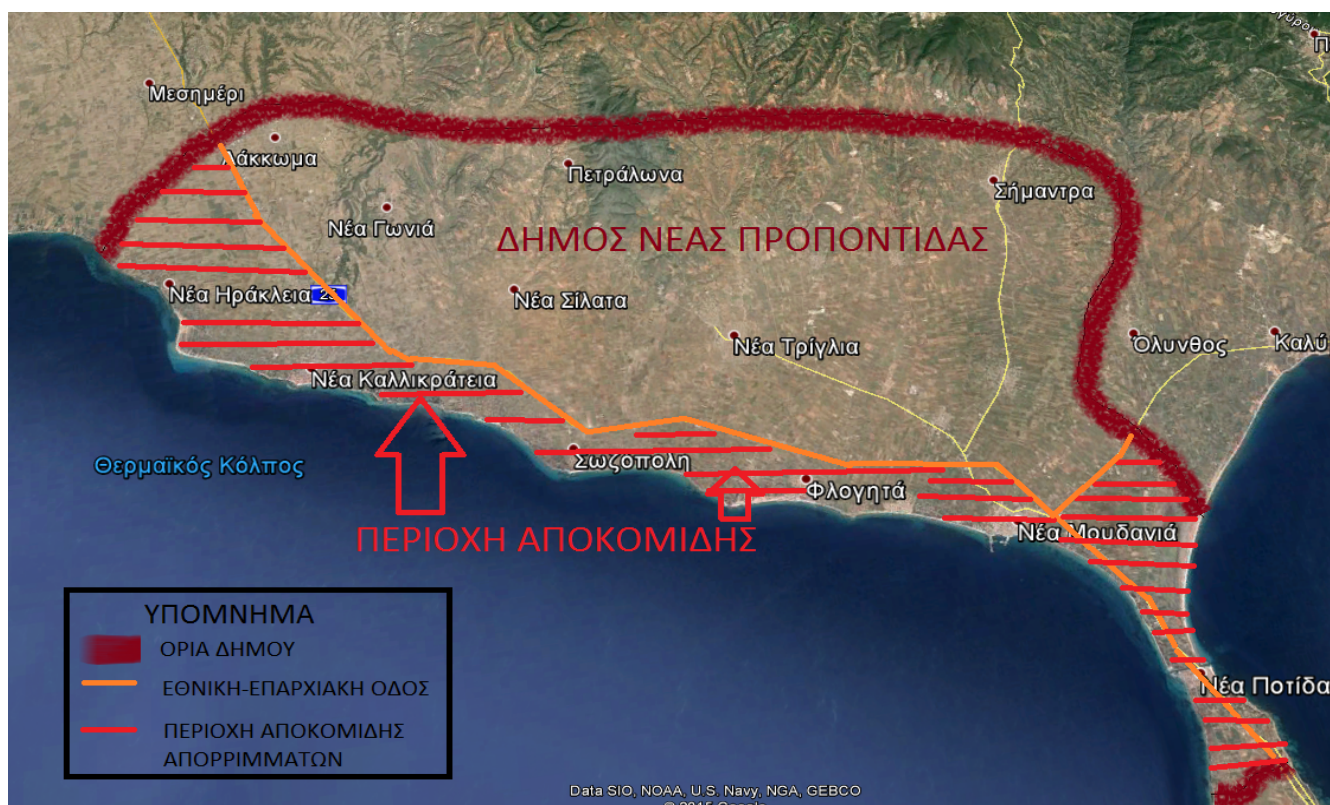 Μεσημέρι
Λάκκωμα
Πετράλωνα
Σήμαντρα
Νέα Γωνιά
ΔΗΜΟΣ ΝΕΑΣ ΠΡΟΠΟΝΤΙΔΑΣ
Νέα Ηράκλεια
Νέα Σίλατα
Νέα Τρίγλια
Όλυνθος
Καλύ
Νέα Καλλικράτεια
Θερμαϊκός Κόλπος
Σωζόπολη
Φλογητά
ΠΕΡΙΟΧΗ ΑΠΟΚΟΜΙΔΗΣ
Νέα Μουδανιά
ΥΠΟΜΝΗΜΑ
ΟΡΙΑ ΔΗΜΟΥ
ΕΘΝΙΚΗ-ΕΠΑΡΧΙΑΚΗ ΟΔΟΣ
ΠΕΡΙΟΧΗ ΑΠΟΚΟΜΙΔΗΣ
ΑΠΟΡΡΙΜΜΑΤΩΝ
Νέα Ποτίδα
Data SIO, NOAA, U.S. Navy, NGA, GEBCO